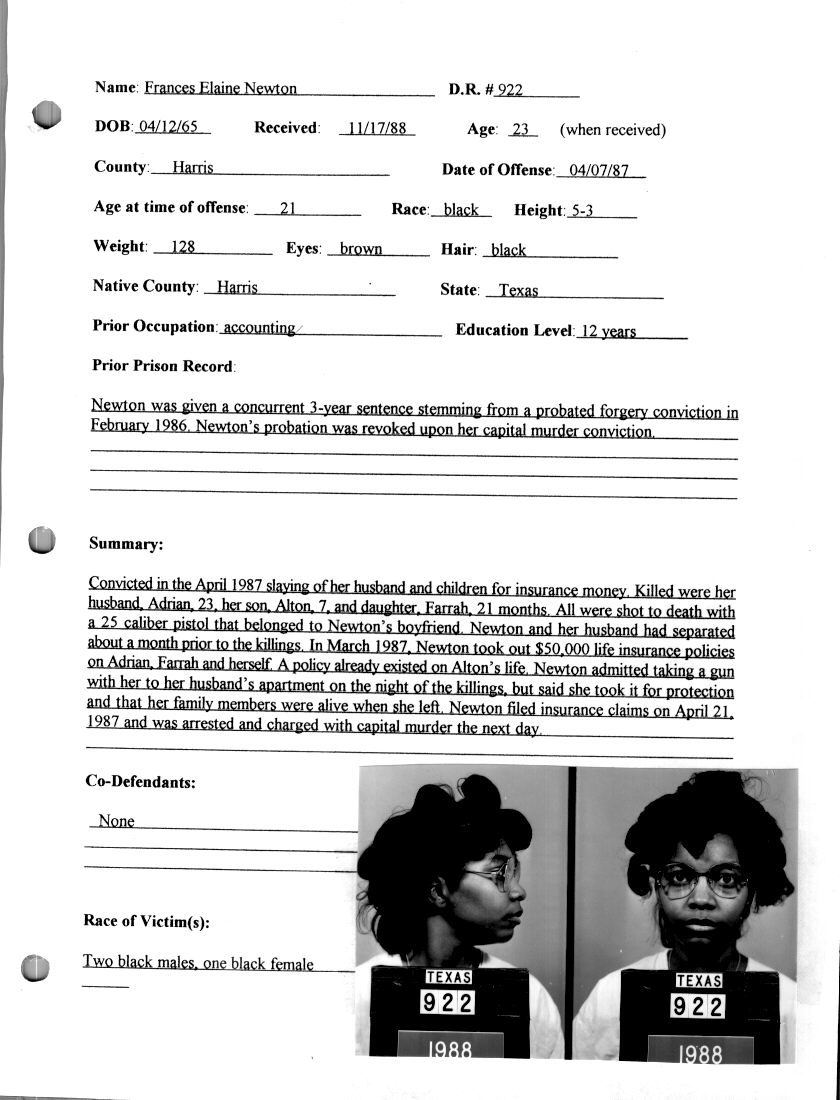 Name: Frances Elaine Newton D.R. # 922
DOB: 04/12/65 Received: 11/17/88 Age: 23 (when received)
County: Harris Date of Offense: 04/07/87
Age at time of offense: 21 Race: black Height: 5-3
Weight: 128 Eyes: brown Hair: black
Native County: Harris State: Texas
Prior Occupation: accounting Education Level: 12 years
Prior Prison Record:
Newton was given a concurrent 3-year sentence stemming from a probated forgery conviction in
February 1986. Newton's probation was revoked upon her capital murder conviction.
Summary:
Convicted in the April 1987 slaying of her husband and children for insurance money. Killed were her
husband, Adrian, 23, her son, Alton, 7, and daughter, Farrah, 21 months. All were shot to death with
a 25 caliber pistol that belonged to Newton's boyfriend. Newton and her husband had separated
about a month prior to the killings. In March 1987, Newton took out $50,000 life insurance policies
on Adrian, Farrah and herself. A policy already existed on Alton's life. Newton admitted taking a gun
with her to her husband's apartment on the night of the killings, but said she took it for protection
and that her family members were alive when she left. Newton filed insurance claims on April 21,
1987 and was arrested and charged with capital murder the next day.
Co-Defendants:
None
Race of Victim(s):
Two black males, one black female
TEXAS TEXAS
922 922
1988 1988